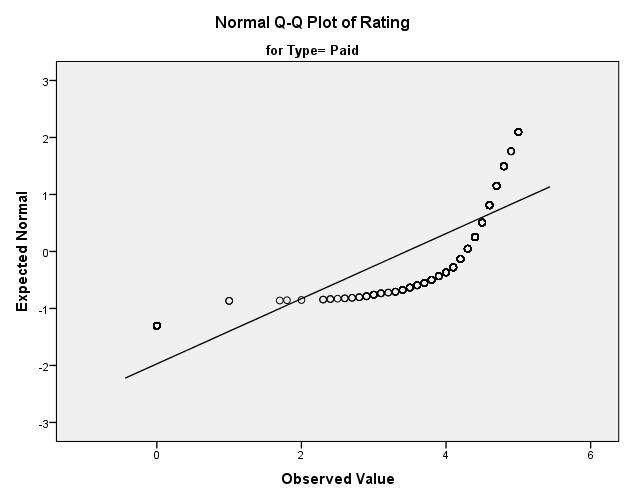 Normal Q-Q Plot of Rating
for Type= Paid
Expected Normal
3
2
1
0
-1
-2
-3
0 2 4 6
Observed Value